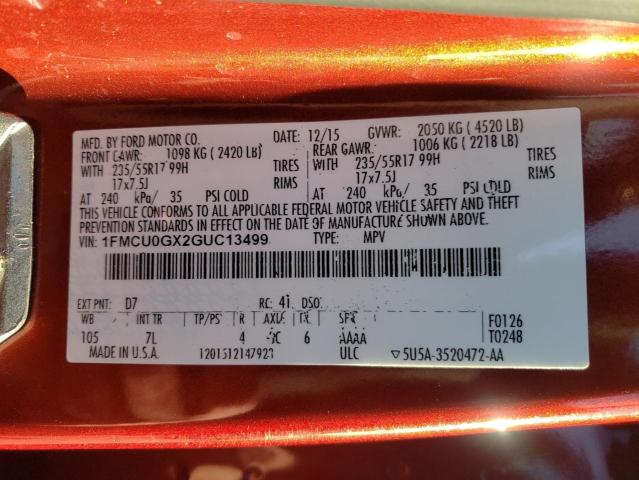 MFD. BY FORD MOTOR CO. DATE: 12/15 GVWR: 2050 KG ( 4520 LB)
FRONT GAWR: 1098 KG ( 2420 LB) REAR GAWR: 1006 KG ( 2218 LB)
WITH 235/55R17 99H TIRES WITH 235/55R17 99H TIRES
17x7.5J RIMS 17x7.5J RIMS
AT 240 kPa/ 35 PSI COLD AT 240 kPa/ 35 PSI COLD
THIS VEHICLE CONFORMS TO ALL APPLICABLE FEDERAL MOTOR VEHICLE SAFETY AND THEFT
PREVENTION STANDARDS IN EFFECT ON THE DATE OF MANUFACTURE SHOWN ABOVE.
VIN: 1FMCU0GX2GUC13499 TYPE: MPV
EXT PNT: D7 RC: 41 DSO:
WB INT TR TP/PS R AXLE TR SPR F0126
105 7L 4 C 6 AAAA T0248
MADE IN U.S.A. 1201512147923 ULC 5U5A-3520472-AA